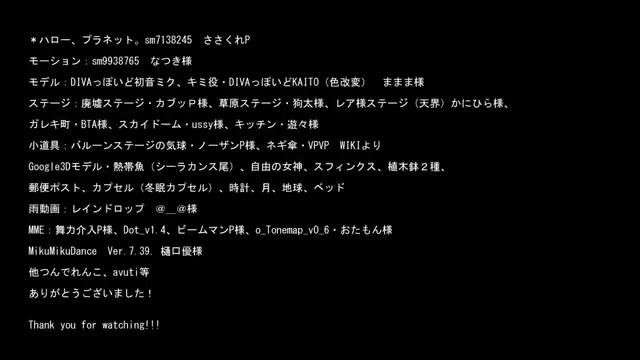 ＊ハロー、プラネット。sm7138245　ささくれP
モーション：sm9938765　なつき様
モデル：DIVAっぽいど初音ミク、キミ役・DIVAっぽいどKAITO（色改変）　ままま様
ステージ：廃墟ステージ・カブッP様、草原ステージ・狗太様、レア様ステージ（天界）かにひら様、
ガレキ町・BTA様、スカイドーム・ussy様、キッチン・遊々様
小道具：バルーンステージの気球・ノーザンP様、ネギ傘・VPVP　WIKIより
Google3Dモデル・熱帯魚（シーラカンス尾）、自由の女神、スフィンクス、植木鉢２種、
郵便ポスト、カプセル（冬眠カプセル）、時計、月、地球、ベッド
雨動画：レインドロップ　＠＿＠様
MME：舞力介入P様、Dot_v1.4、ビームマンP様、o_Tonemap_v0_6・おたもん様
MikuMikuDance　Ver.7.39. 樋口優様
他つんでれんこ、avuti等
ありがとうございました！
Thank you for watching!!!